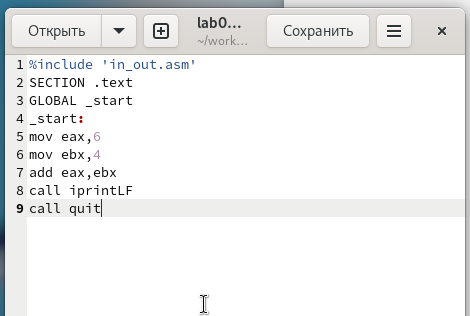 Открыть
lab0...
~/work...
Сохранить
1 %include 'in_out.asm'
2 SECTION .text
3 GLOBAL _start
4 _start:
5 mov eax,6
6 mov ebx,4
7 add eax,ebx
8 call iprintLF
9 call quit